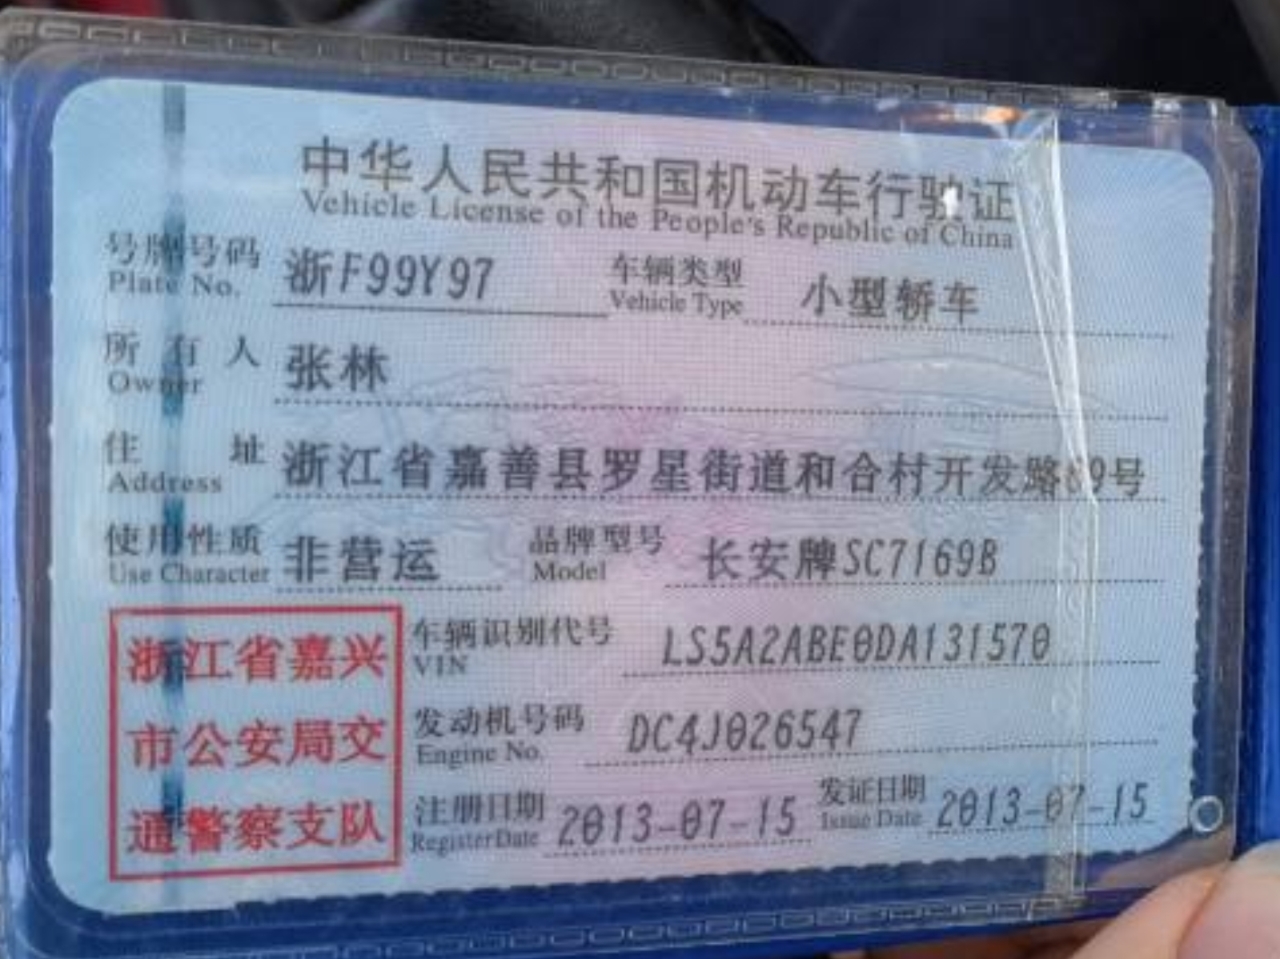 中华人民共和国机动车行驶证
Vehicle License of the People's Republic of China
号牌号码 浙F99Y97 车辆类型 小型轿车
Plate No. Vehicle Type
所有人 张林
Owner
住址 浙江省嘉善县罗星街道和合村开发路69号
Address
使用性质 非营运 品牌型号 长安牌SC7169B
Use Character Model
车辆识别代号 LS5A2ABE0DA131570
VIN
发动机号码 DC4J026547
Engine No.
注册日期 2013-07-15 发证日期 2013-07-15
Register Date Issue Date
浙江省嘉兴
市公安局交
通警察支队